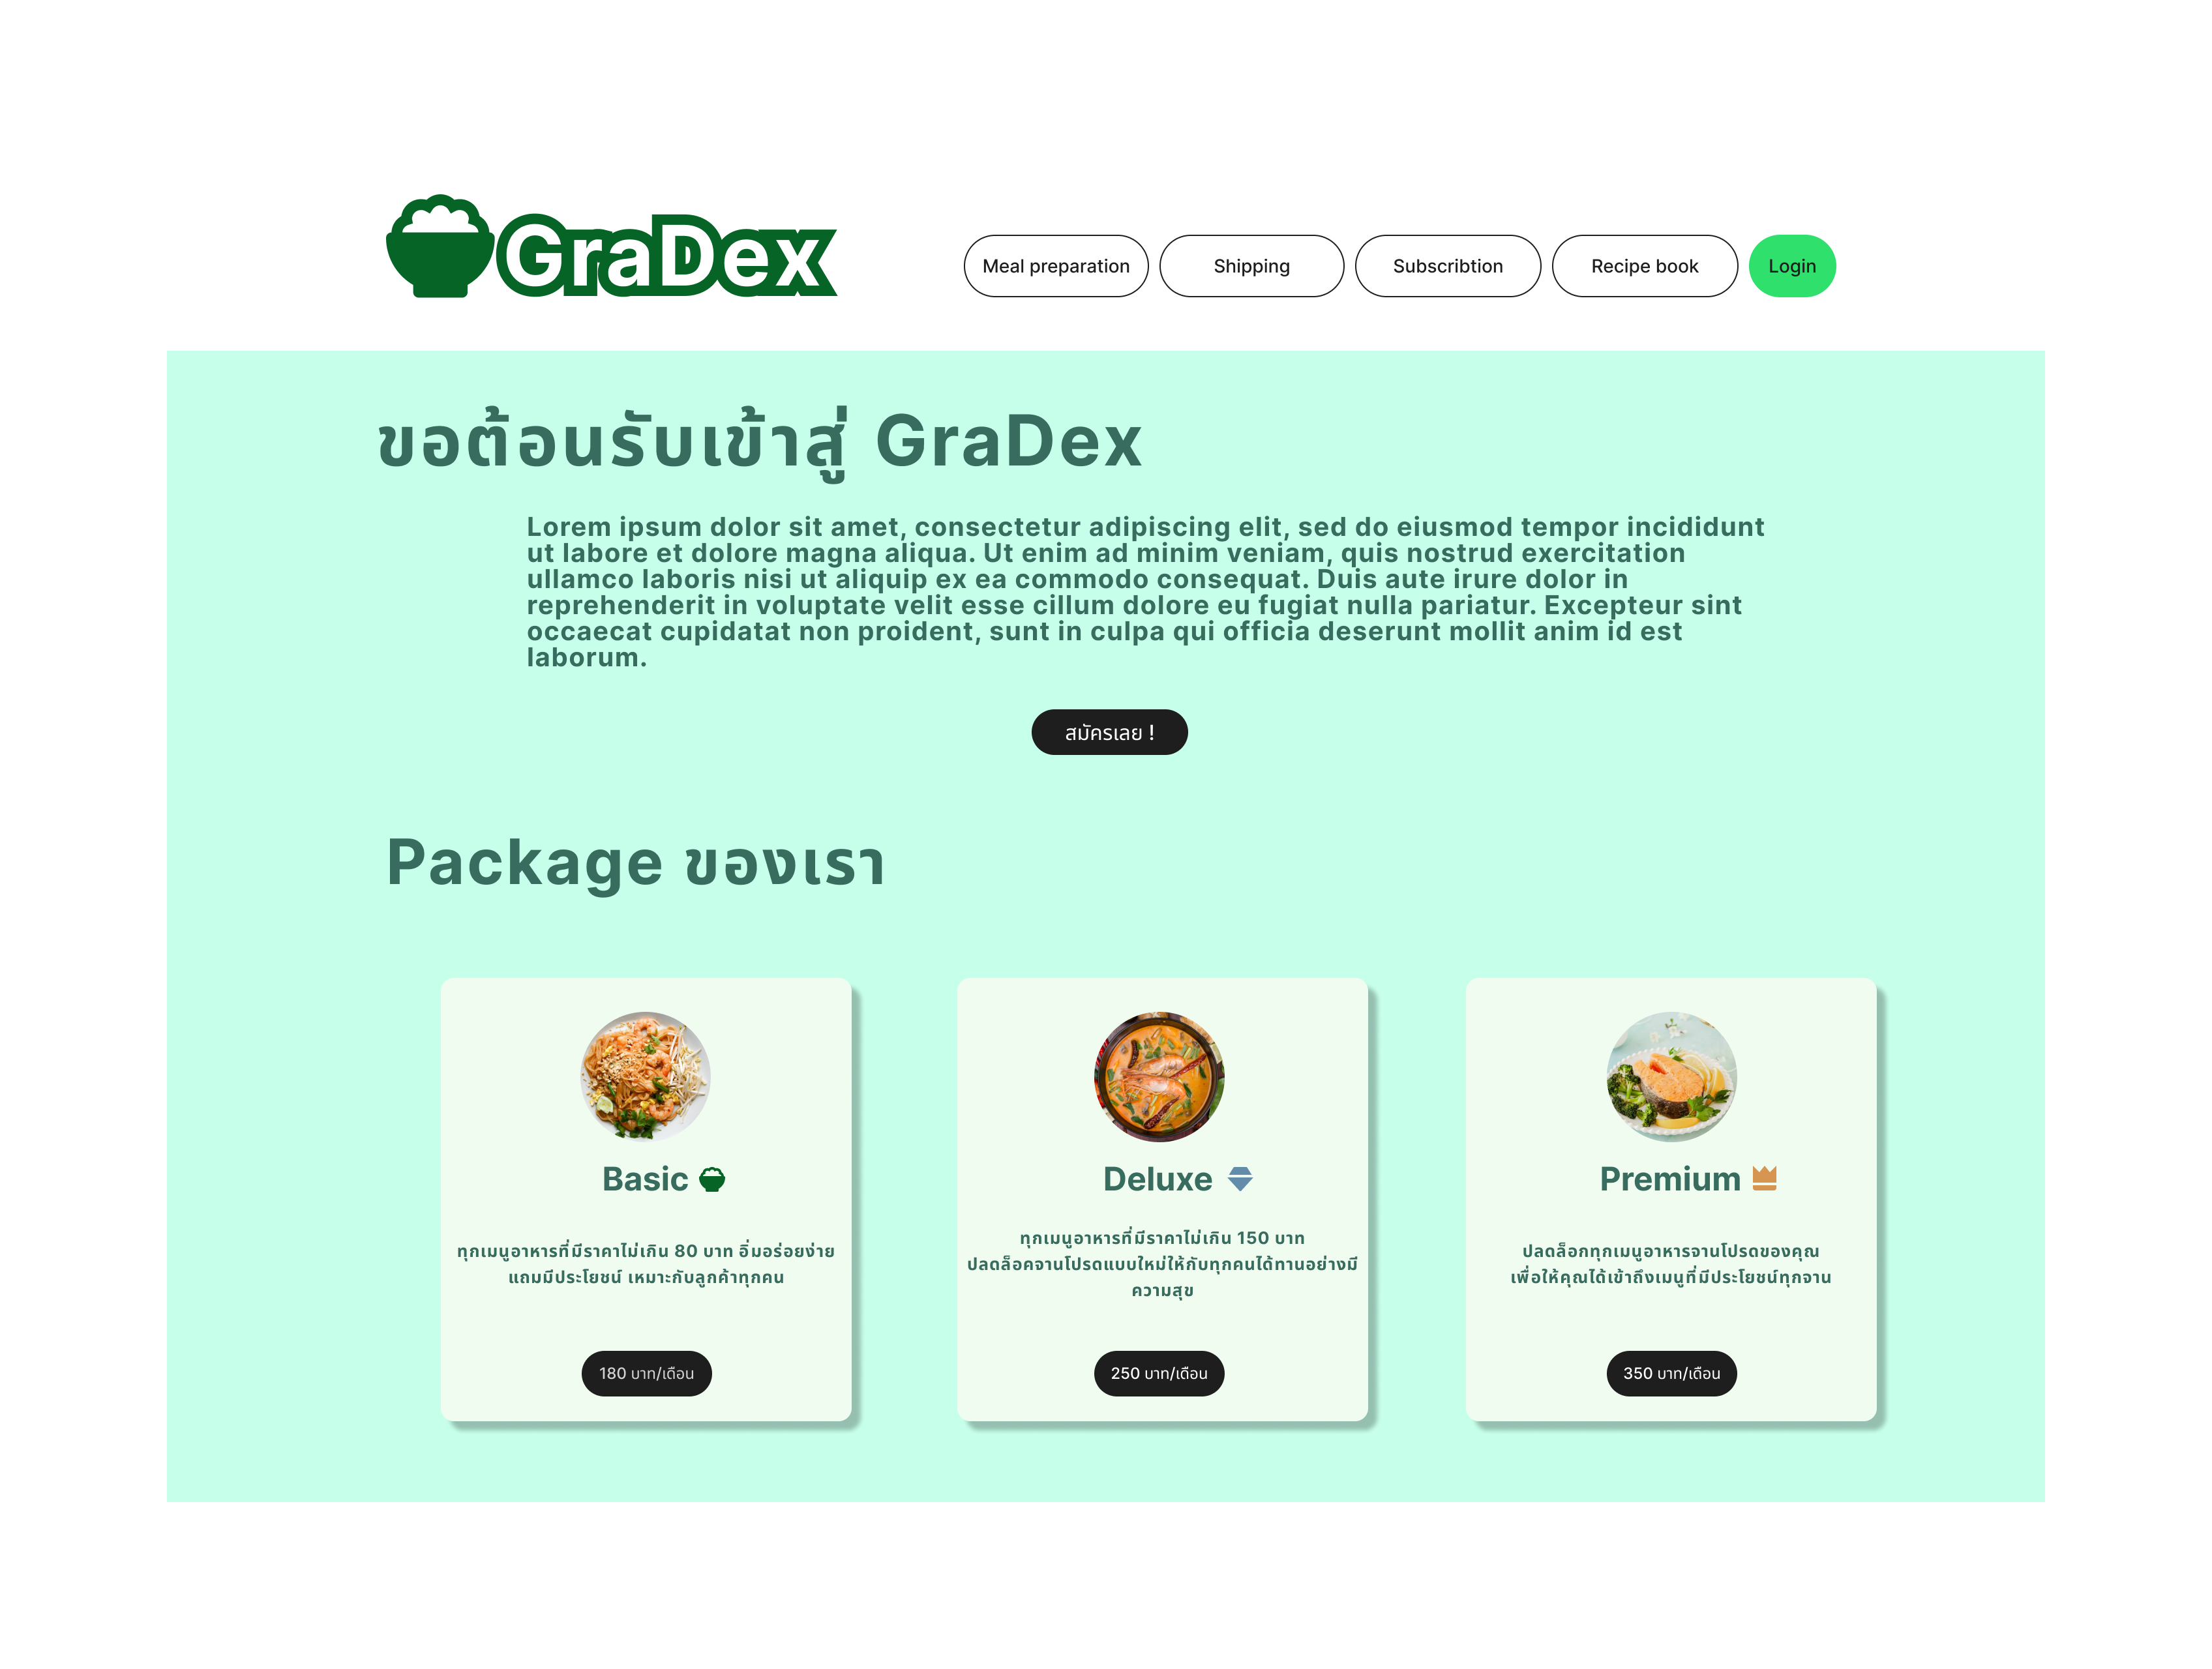 GraDex
Meal preparation
Shipping
Subscribtion
Recipe book
Login
ขอต้อนรับเข้าสู่ GraDex
Lorem ipsum dolor sit amet, consectetur adipiscing elit, sed do eiusmod tempor incididunt
ut labore et dolore magna aliqua. Ut enim ad minim veniam, quis nostrud exercitation
ullamco laboris nisi ut aliquip ex ea commodo consequat. Duis aute irure dolor in
reprehenderit in voluptate velit esse cillum dolore eu fugiat nulla pariatur. Excepteur sint
occaecat cupidatat non proident, sunt in culpa qui officia deserunt mollit anim id est
laborum.
สมัครเลย !
Package ของเรา
Basic
ทุกเมนูอาหารที่มีราคาไม่เกิน 80 บาท อิ่มอร่อยง่าย
แถมมีประโยชน์ เหมาะกับลูกค้าทุกคน
180 บาท/เดือน
Deluxe
ทุกเมนูอาหารที่มีราคาไม่เกิน 150 บาท
ปลดล็อคจานโปรดแบบใหม่ให้กับทุกคนได้ทานอย่างมี
ความสุข
250 บาท/เดือน
Premium
ปลดล็อกทุกเมนูอาหารจานโปรดของคุณ
เพื่อให้คุณได้เข้าถึงเมนูที่มีประโยชน์ทุกจาน
350 บาท/เดือน